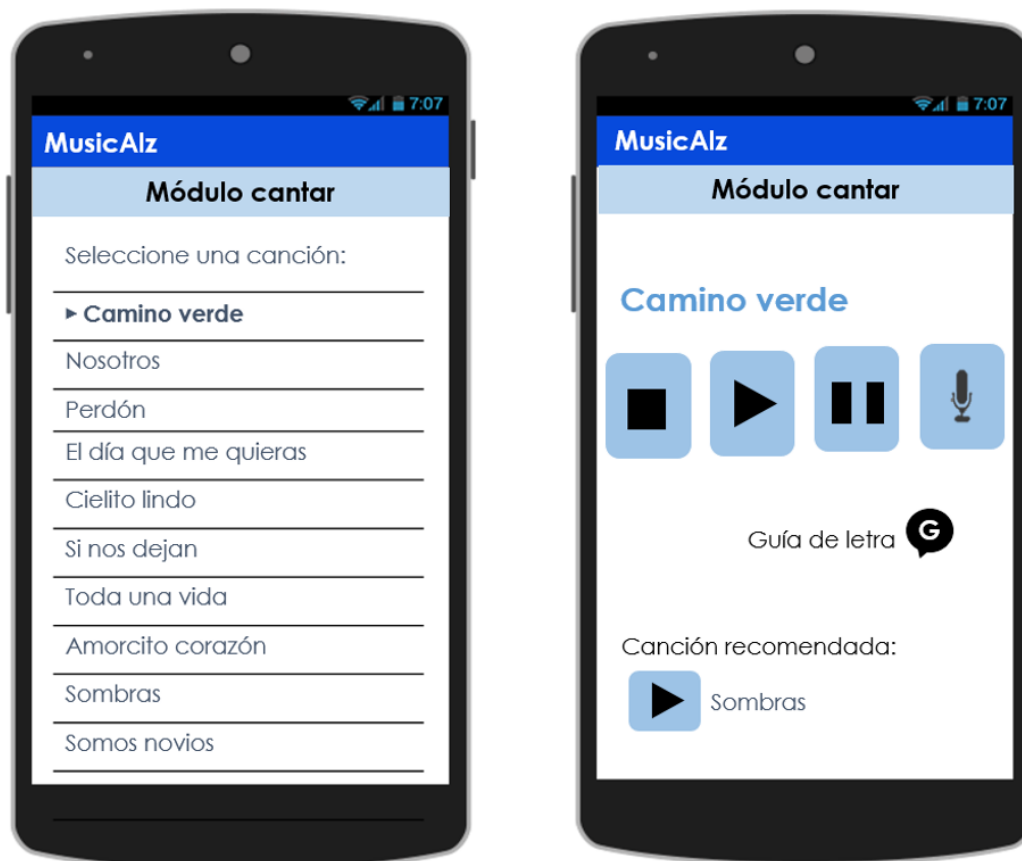 7:07
MusicAlz
Módulo cantar
Seleccione una canción:
Camino verde
Nosotros
Perdón
El día que me quieras
Cielito lindo
Si nos dejan
Toda una vida
Amorcito corazón
Sombras
Somos novios
7:07
MusicAlz
Módulo cantar
Camino verde
Guía de letra G
Canción recomendada:
Sombras